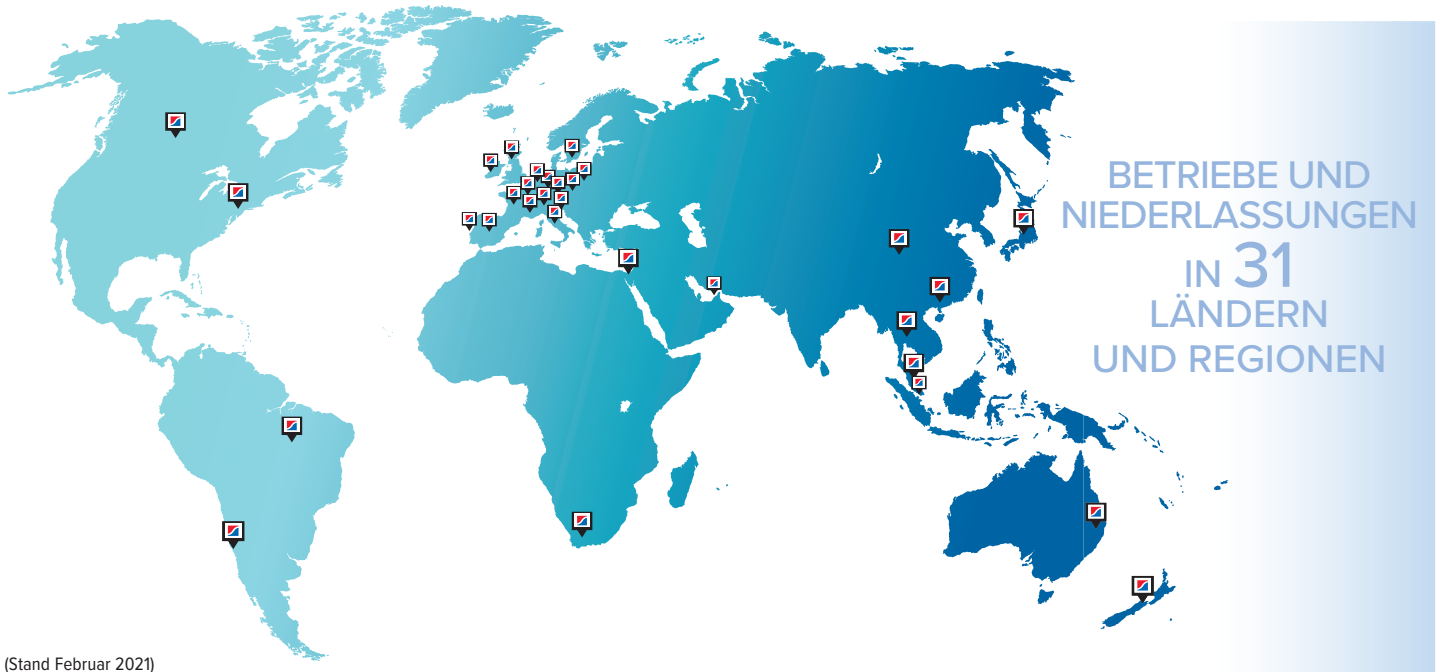 BETRIEBE UND
NIEDERLASSUNGEN
IN 31
LÄNDERN
UND REGIONEN
(Stand Februar 2021)